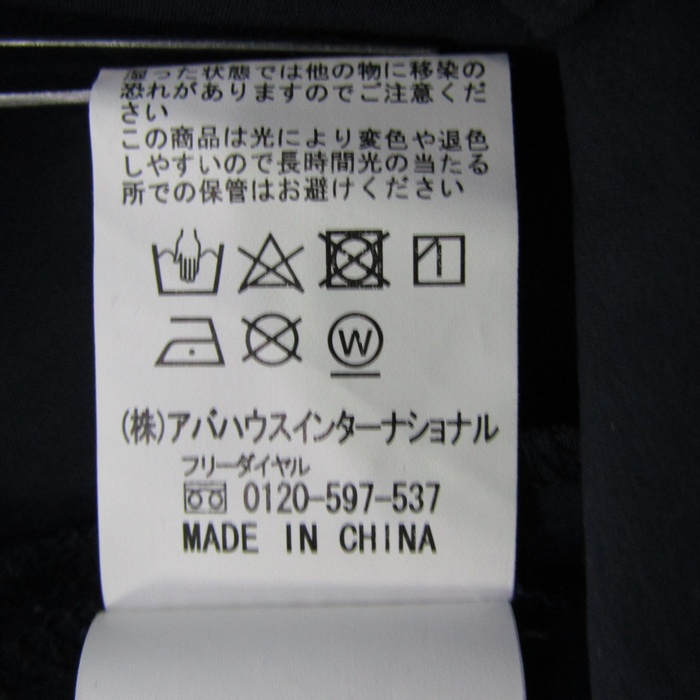 湿った状態では他の物に移染の
恐れがありますのでご注意くだ
さい
この商品は光により変色や退色
しやすいので長時間光の当たる
所での保管はお避けください
W
(株)アバハウスインターナショナル
フリーダイヤル
0120-597-537
MADE IN CHINA